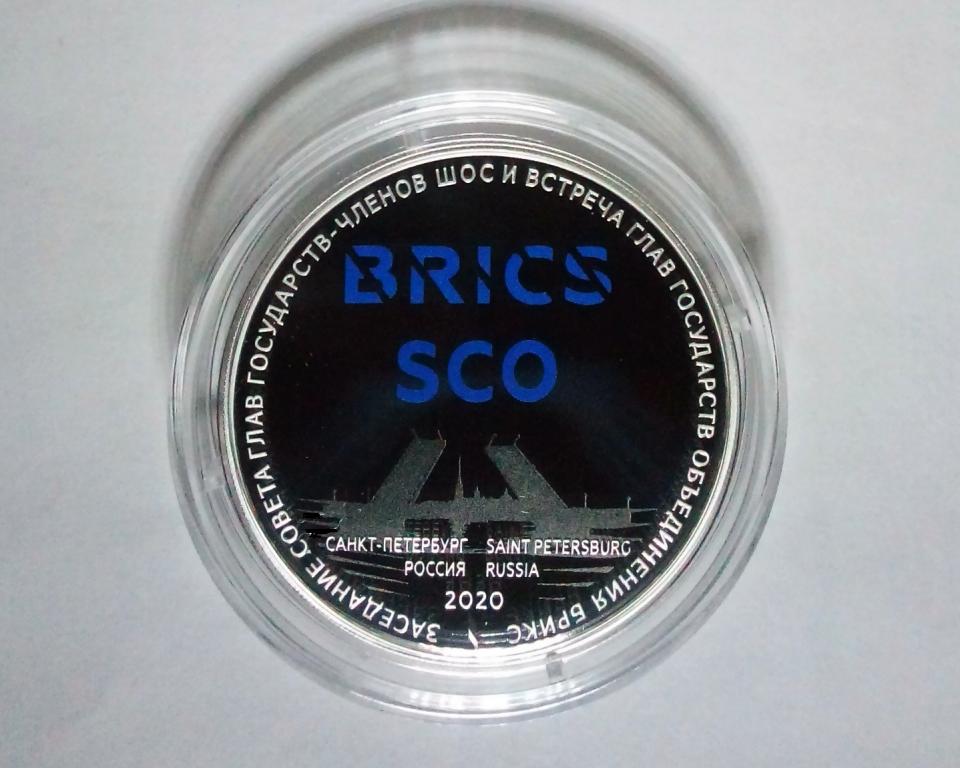 ЗАСЕДАНИЕ СОВЕТА ГЛАВ ГОСУДАРСТВ-ЧЛЕНОВ ШОС И ВСТРЕЧА ГЛАВ ГОСУДАРСТВ ОБЪЕДИНЕНИЯ БРИКС
BRICS
SCO
САНКТ-ПЕТЕРБУРГ SAINT PETERSBURG
РОССИЯ RUSSIA
2020